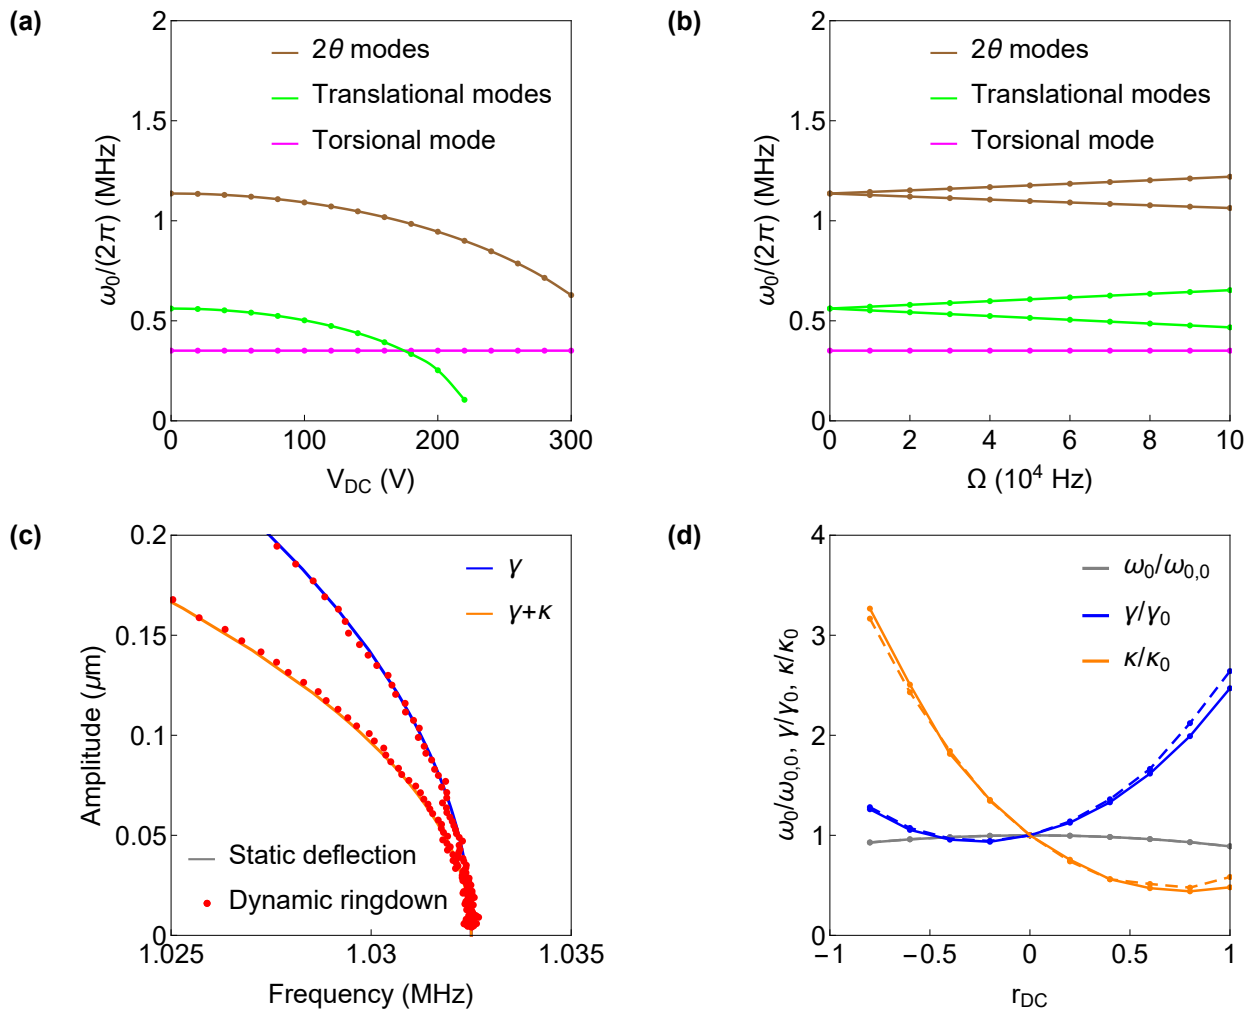 (a)
2θ modes
Translational modes
Torsional mode
ω₀/(2π) (MHz)
2
1.5
1
0.5
0
0 100 200 300
V_DC (V)
(b)
2θ modes
Translational modes
Torsional mode
ω₀/(2π) (MHz)
2
1.5
1
0.5
0
0 2 4 6 8 10
Ω (10⁴ Hz)
(c)
γ
γ+κ
Static deflection
Dynamic ringdown
Amplitude (μm)
0.2
0.15
0.1
0.05
0
1.025 1.03 1.035
Frequency (MHz)
(d)
ω₀/ω₀,₀
γ/γ₀
κ/κ₀
ω₀/ω₀,₀, γ/γ₀, κ/κ₀
4
3
2
1
0
−1 −0.5 0 0.5 1
r_DC